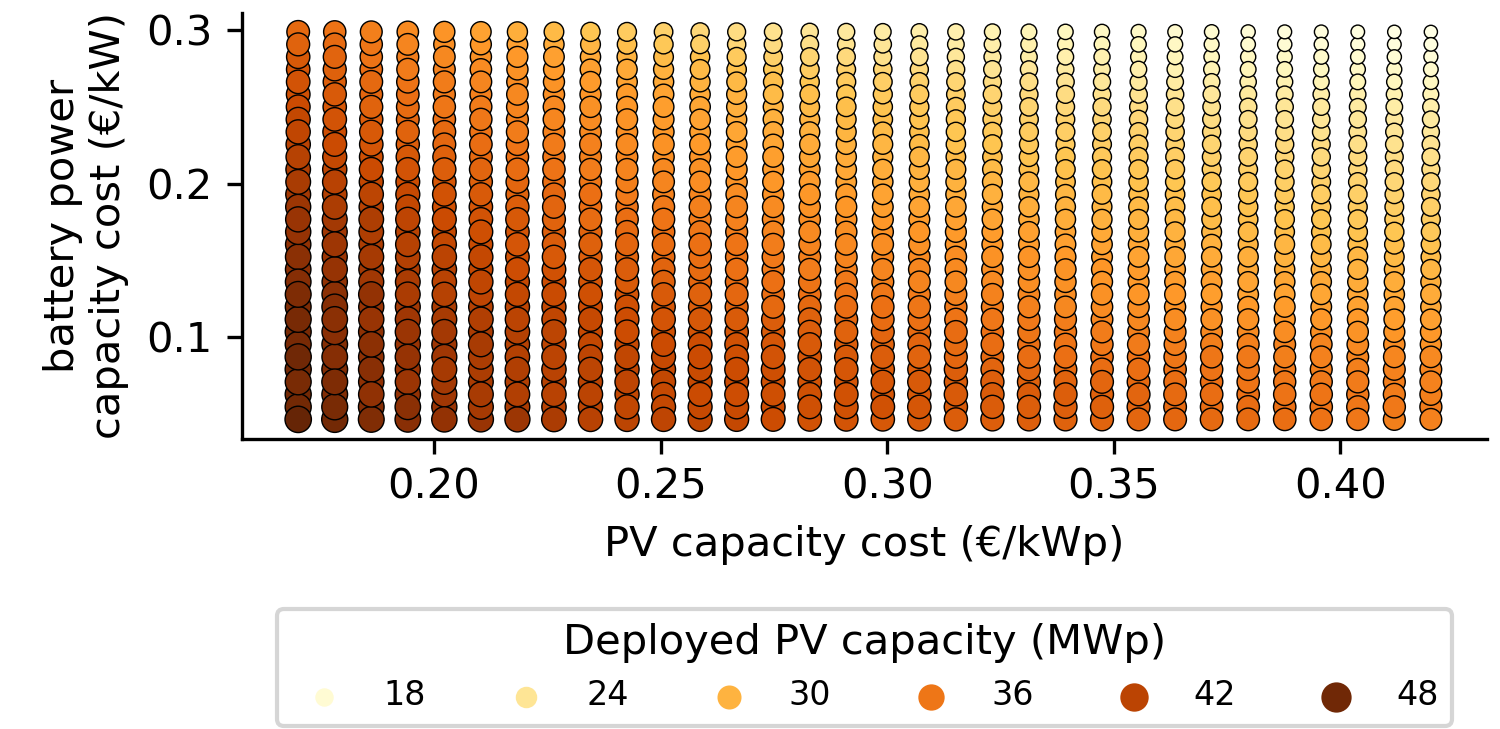 battery power
capacity cost (€/kW)
0.3
0.2
0.1
0.20 0.25 0.30 0.35 0.40
PV capacity cost (€/kWp)
Deployed PV capacity (MWp)
18 24 30 36 42 48